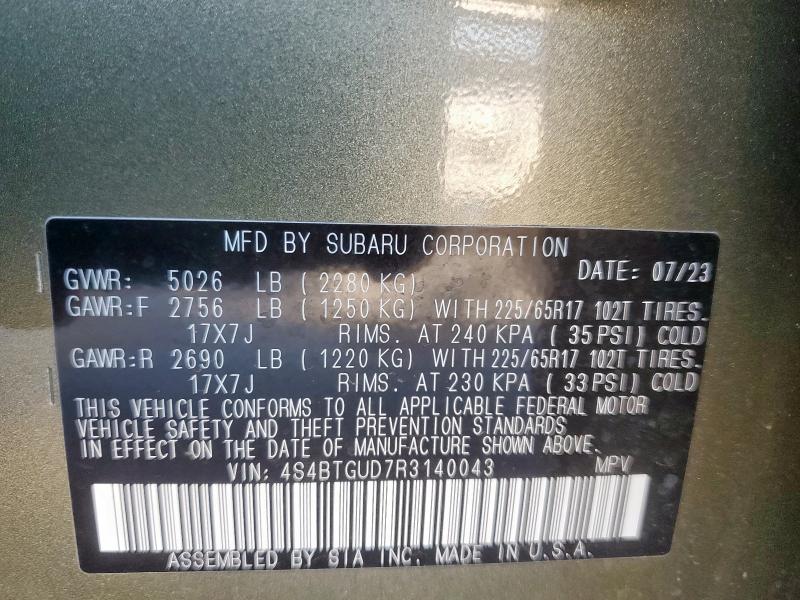 MFD BY SUBARU CORPORATION
DATE: 07/23
GVWR: 5026 LB ( 2280 KG)
GAWR:F 2756 LB ( 1250 KG) WITH 225/65R17 102T TIRES.
17X7J RIMS. AT 240 KPA ( 35 PSI) COLD
GAWR:R 2690 LB ( 1220 KG) WITH 225/65R17 102T TIRES.
17X7J RIMS. AT 230 KPA ( 33 PSI) COLD
THIS VEHICLE CONFORMS TO ALL APPLICABLE FEDERAL MOTOR
VEHICLE SAFETY AND THEFT PREVENTION STANDARDS
IN EFFECT ON THE DATE OF MANUFACTURE SHOWN ABOVE.
VIN: 4S4BTGUD7R3140043 MPV
ASSEMBLED BY SIA INC. MADE IN U.S.A.